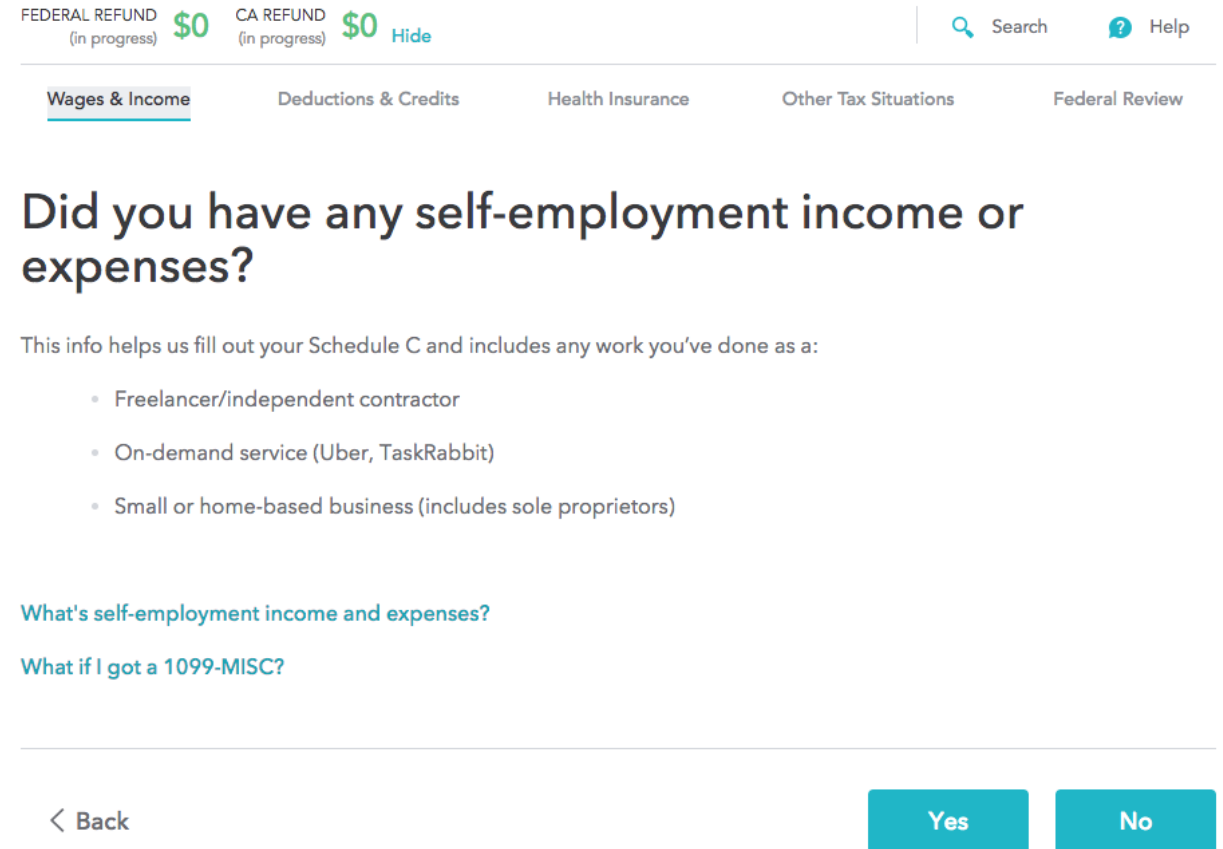 FEDERAL REFUND
(in progress)
$0
CA REFUND
(in progress)
$0
Hide
Search
Help
Wages & Income
Deductions & Credits
Health Insurance
Other Tax Situations
Federal Review
Did you have any self-employment income or
expenses?
This info helps us fill out your Schedule C and includes any work you’ve done as a:
Freelancer/independent contractor
On-demand service (Uber, TaskRabbit)
Small or home-based business (includes sole proprietors)
What's self-employment income and expenses?
What if I got a 1099-MISC?
Back
Yes
No